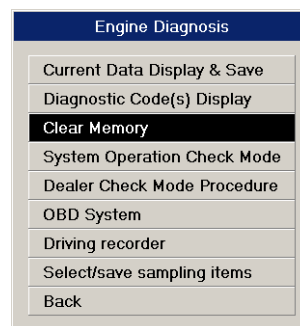 Engine Diagnosis
Current Data Display & Save
Diagnostic Code(s) Display
Clear Memory
System Operation Check Mode
Dealer Check Mode Procedure
OBD System
Driving recorder
Select/save sampling items
Back